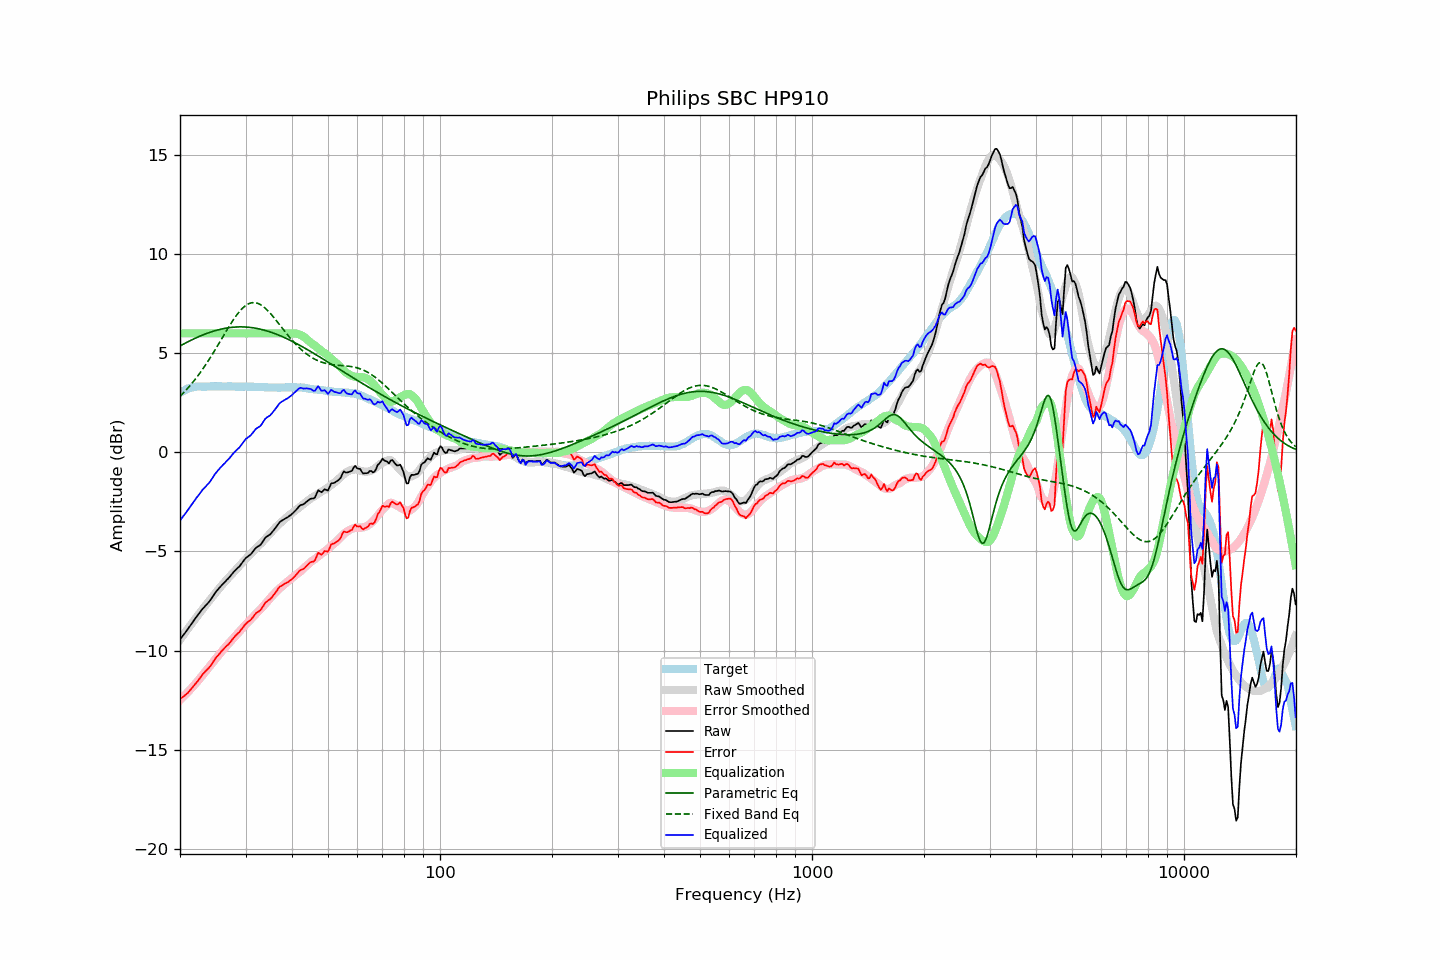 Philips SBC HP910
15
10
5
0
−5
−10
−15
−20
Amplitude (dBr)
100
1000
10000
Frequency (Hz)
Target
Raw Smoothed
Error Smoothed
Raw
Error
Equalization
Parametric Eq
Fixed Band Eq
Equalized